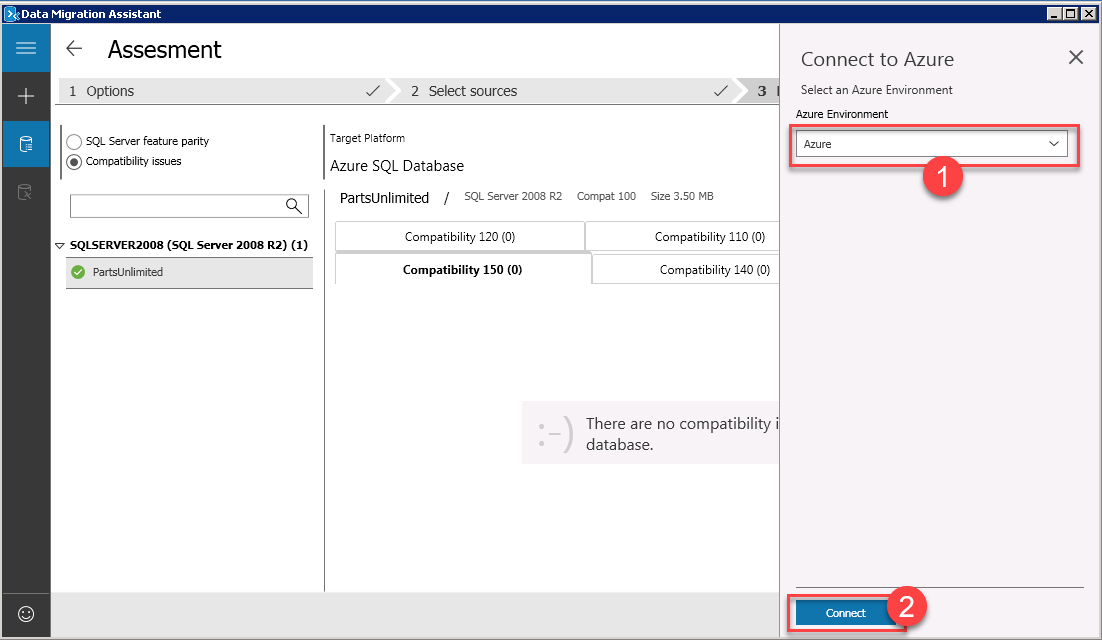 Data Migration Assistant
Assesment
1 Options
2 Select sources
3
SQL Server feature parity
Compatibility issues
SQLSERVER2008 (SQL Server 2008 R2) (1)
PartsUnlimited
Target Platform
Azure SQL Database
PartsUnlimited / SQL Server 2008 R2 Compat 100 Size 3.50 MB
Compatibility 120 (0) Compatibility 110 (0)
Compatibility 150 (0) Compatibility 140 (0)
:-) There are no compatibility i
database.
Connect to Azure
Select an Azure Environment
Azure Environment
Azure
1
Connect
2